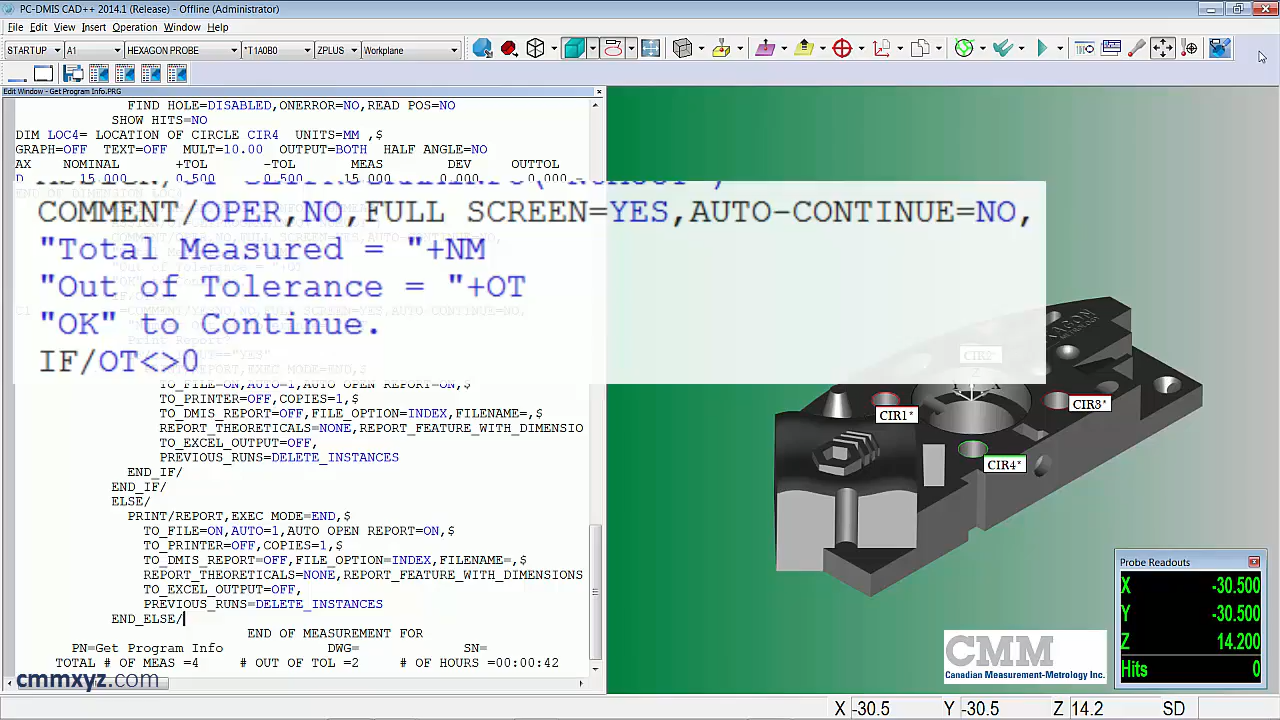 PC-DMIS CAD++ 2014.1 (Release) - Offline (Administrator)
File Edit View Insert Operation Window Help
STARTUP A1 HEXAGON PROBE *T1A0B0 ZPLUS Workplane
Edit Window - Get Program Info.PRG
FIND HOLE=DISABLED,ONERROR=NO,READ POS=NO
SHOW HITS=NO
DIM LOC4= LOCATION OF CIRCLE CIR4 UNITS=MM ,$
GRAPH=OFF TEXT=OFF MULT=10.00 OUTPUT=BOTH HALF ANGLE=NO
AX NOMINAL +TOL -TOL MEAS DEV OUTTOL
COMMENT/OPER,NO,FULL SCREEN=YES,AUTO-CONTINUE=NO,
"Total Measured = "+NM
"Out of Tolerance = "+OT
"OK" to Continue.
IF/OT<>0
TO_FILE=ON,AUTO=1,AUTO OPEN REPORT=ON,$
TO_PRINTER=OFF,COPIES=1,$
TO_DMIS_REPORT=OFF,FILE_OPTION=INDEX,FILENAME=,$
REPORT_THEORETICALS=NONE,REPORT_FEATURE_WITH_DIMENSIO
TO_EXCEL_OUTPUT=OFF,
PREVIOUS_RUNS=DELETE_INSTANCES
END_IF/
END_IF/
ELSE/
PRINT/REPORT,EXEC MODE=END,$
TO_FILE=ON,AUTO=1,AUTO OPEN REPORT=ON,$
TO_PRINTER=OFF,COPIES=1,$
TO_DMIS_REPORT=OFF,FILE_OPTION=INDEX,FILENAME=,$
REPORT_THEORETICALS=NONE,REPORT_FEATURE_WITH_DIMENSIONS
TO_EXCEL_OUTPUT=OFF,
PREVIOUS_RUNS=DELETE_INSTANCES
END_ELSE/
END OF MEASUREMENT FOR
PN=Get Program Info DWG= SN=
TOTAL # OF MEAS =4 # OUT OF TOL =2 # OF HOURS =00:00:42
cmmxyz.com
CIR1*
CIR3*
CIR4*
CMM
Canadian Measurement-Metrology Inc.
Probe Readouts
X -30.500
Y -30.500
Z 14.200
Hits 0
X -30.5 Y -30.5 Z 14.2 SD